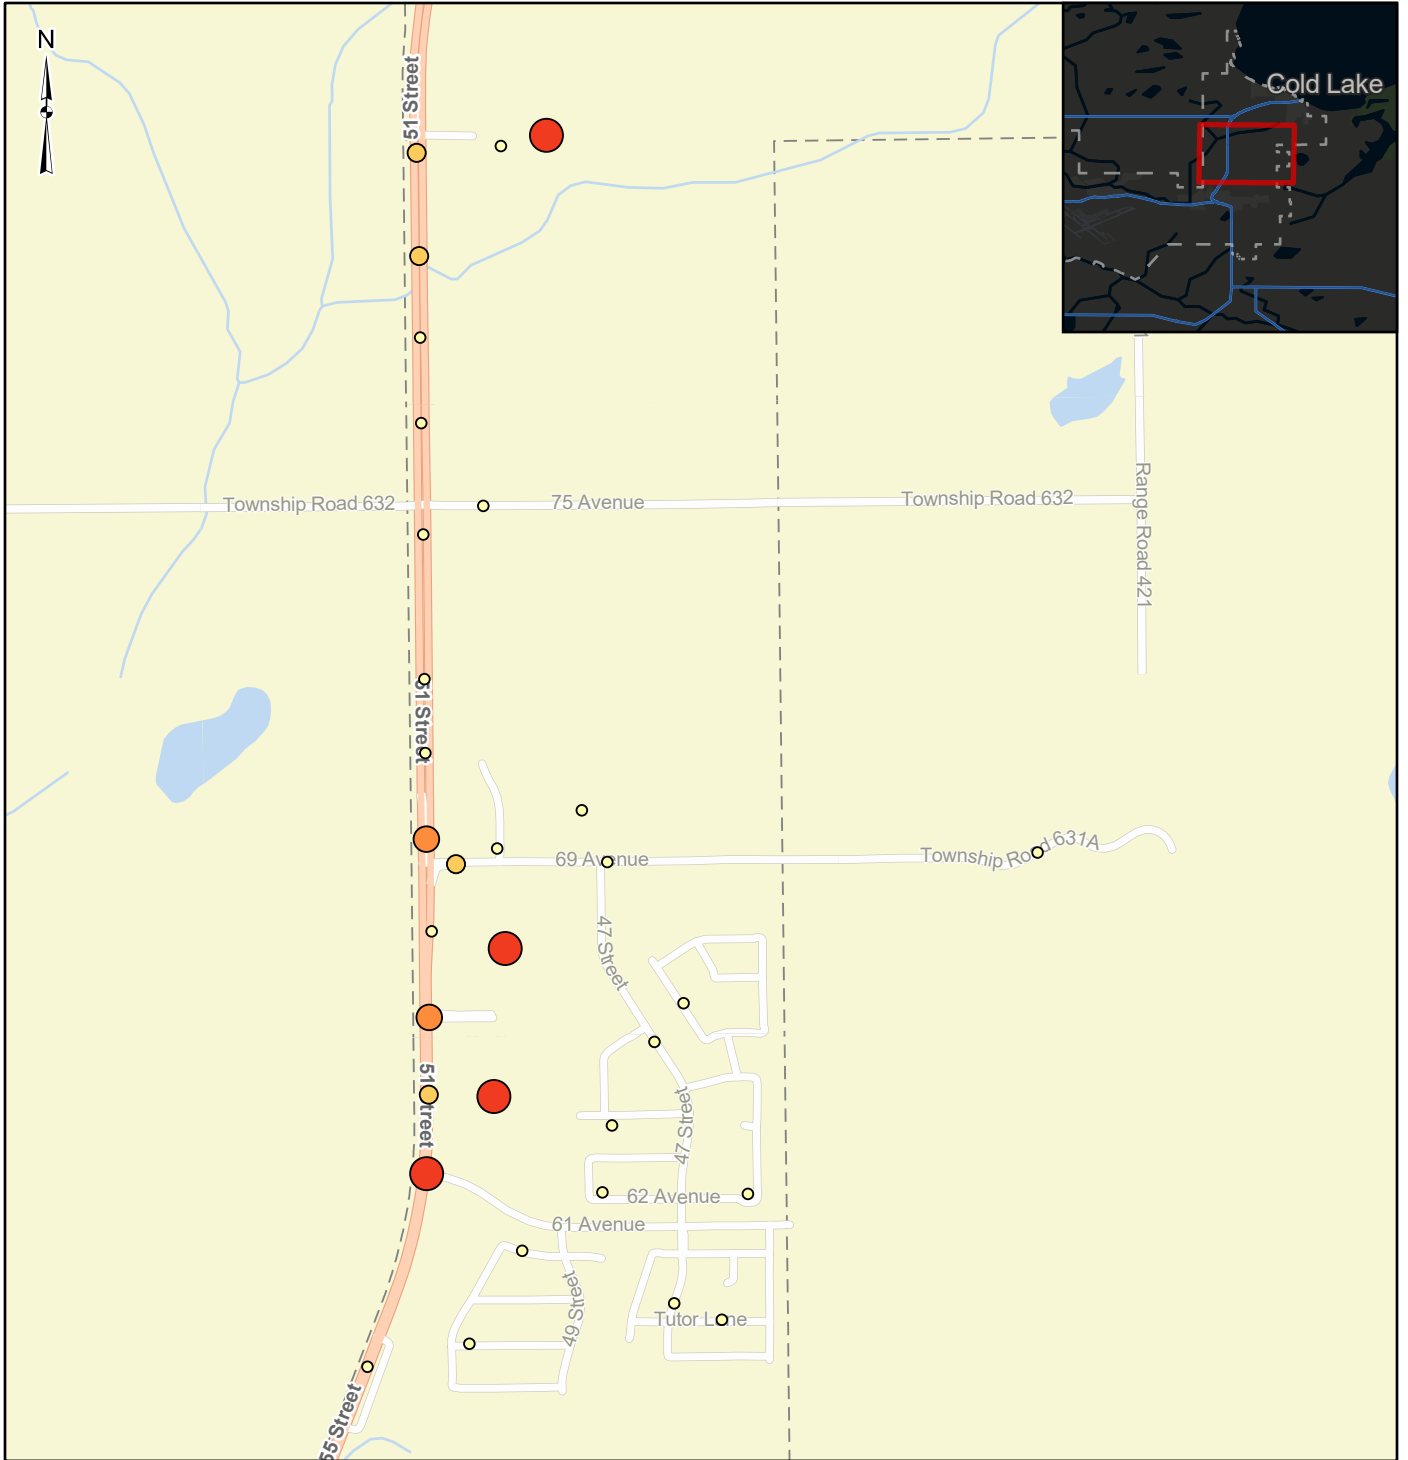 N
51 Street
Cold Lake
Township Road 632
75 Avenue
Township Road 632
Range Road 421
51 Street
69 Avenue
Township Road 631A
47 Street
51 Street
47 Street
62 Avenue
61 Avenue
49 Street
Tutor Lane
55 Street